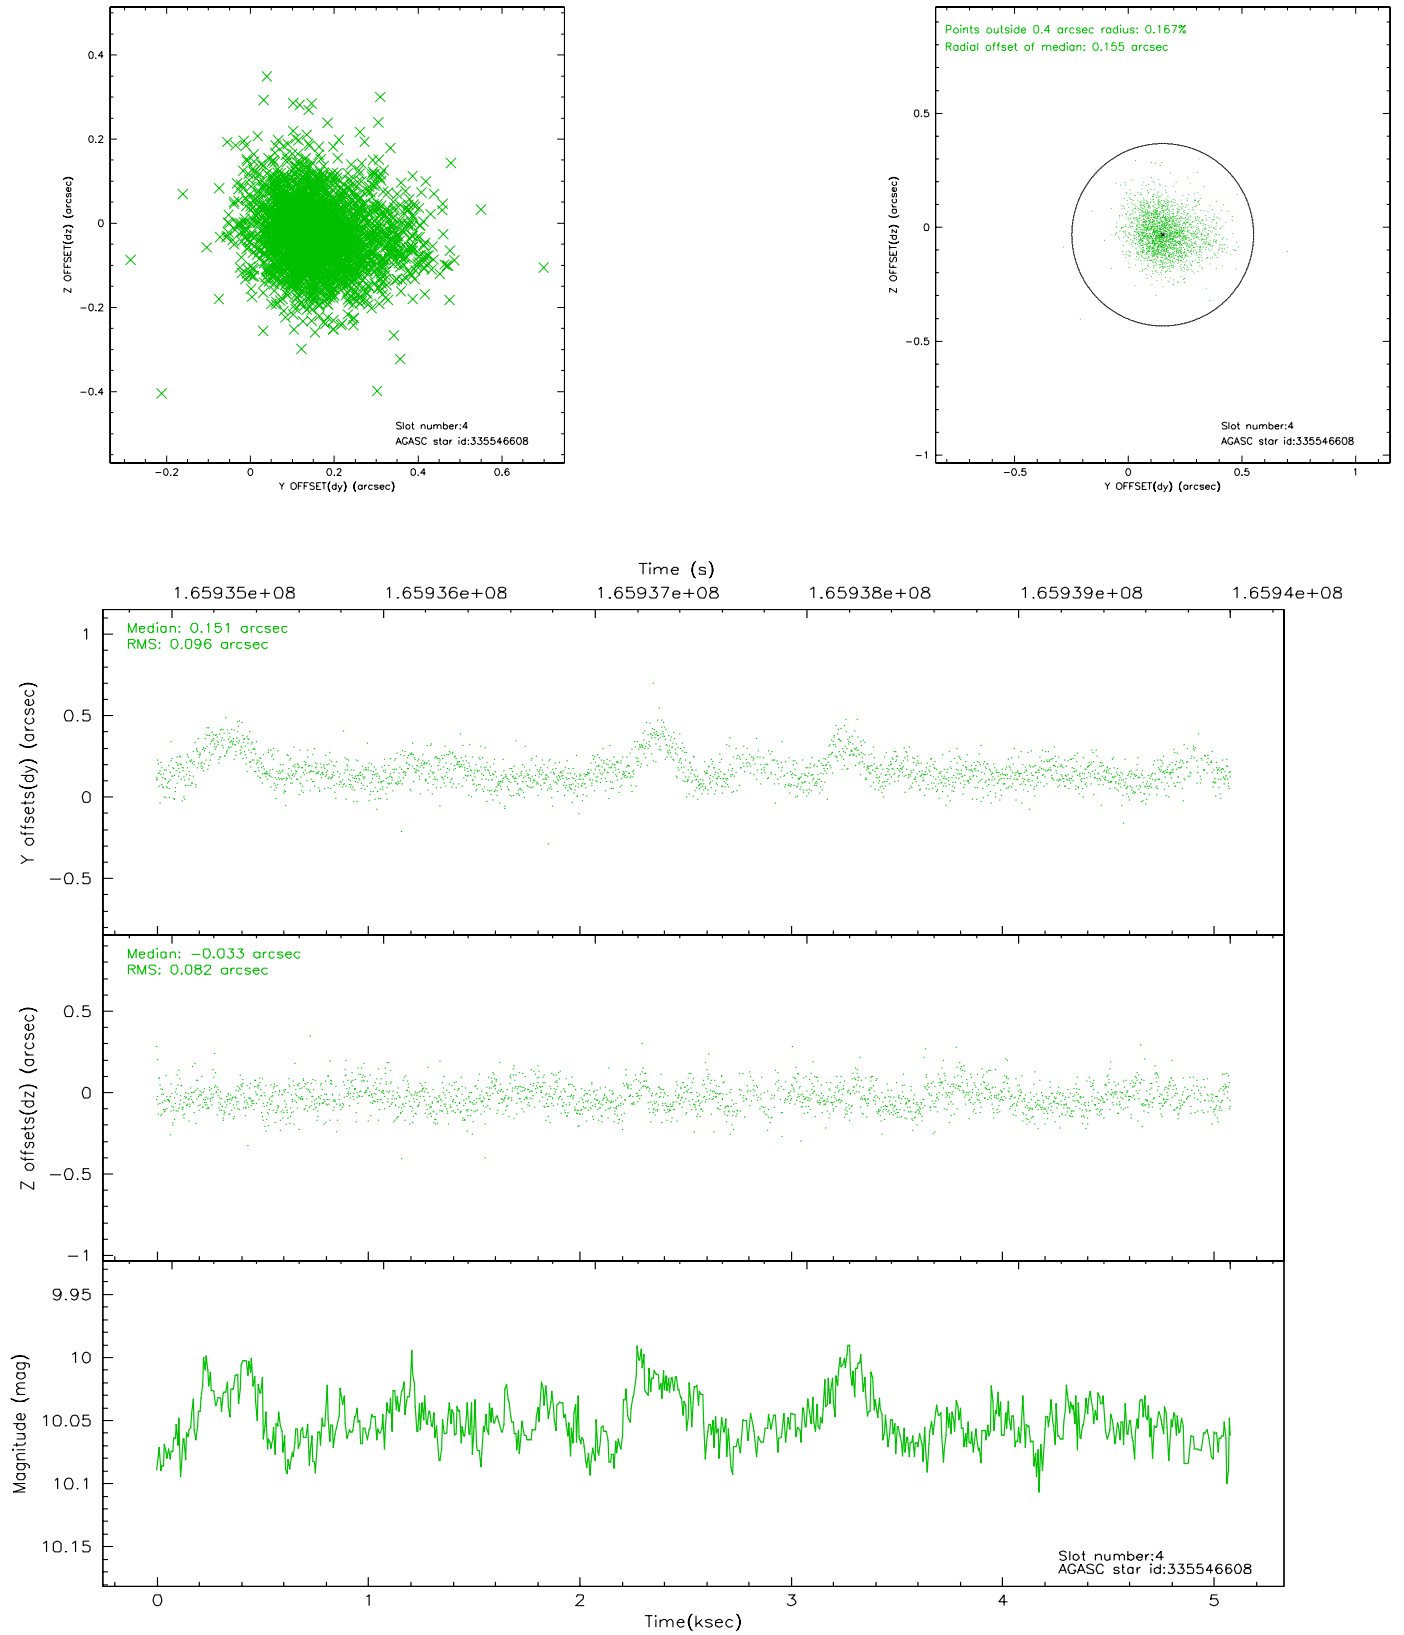 0.4
0.2
0
−0.2
−0.4
Z OFFSET(dz) (arcsec)
Slot number:4
AGASC star id:335546608
−0.2 0 0.2 0.4 0.6
Y OFFSET(dy) (arcsec)
Points outside 0.4 arcsec radius: 0.167%
Radial offset of median: 0.155 arcsec
0.5
0
−0.5
−1
Z OFFSET(dz) (arcsec)
Slot number:4
AGASC star id:335546608
−0.5 0 0.5 1
Y OFFSET(dy) (arcsec)
Time (s)
1.65935e+08 1.65936e+08 1.65937e+08 1.65938e+08 1.65939e+08 1.6594e+08
Median: 0.151 arcsec
RMS: 0.096 arcsec
1
0.5
0
−0.5
Y offsets(dy) (arcsec)
Median: −0.033 arcsec
RMS: 0.082 arcsec
0.5
0
−0.5
−1
Z offsets(dz) (arcsec)
9.95
10
10.05
10.1
10.15
Magnitude (mag)
Slot number:4
AGASC star id:335546608
0 1 2 3 4 5
Time(ksec)